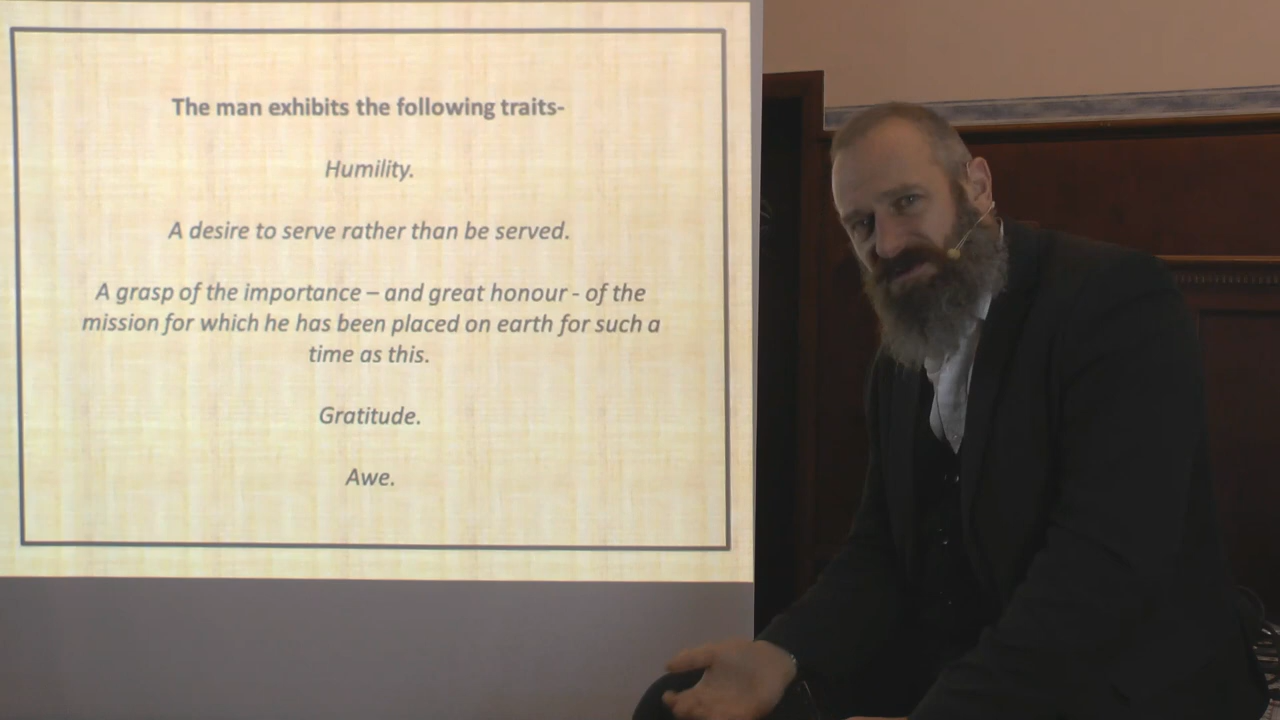 The man exhibits the following traits-
Humility.
A desire to serve rather than be served.
A grasp of the importance – and great honour - of the
mission for which he has been placed on earth for such a
time as this.
Gratitude.
Awe.